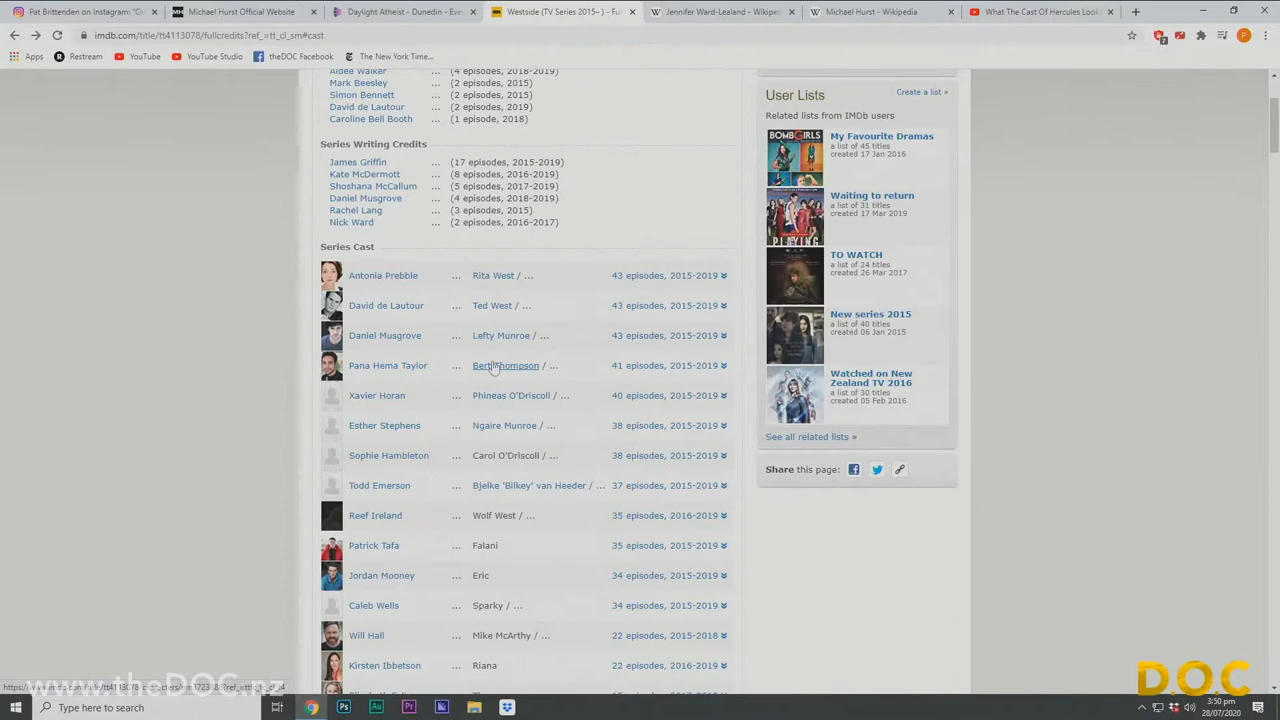 Pat Brittenden on Instagram: "Ou
Michael Hurst Official Website
Daylight Atheist - Dunedin - Eve
Westside (TV Series 2015– ) - Ful
Jennifer Ward-Lealand - Wikipe
Michael Hurst - Wikipedia
What The Cast Of Hercules Look
imdb.com/title/tt4113078/fullcredits?ref_=tt_cl_sm#cast
Apps Restream YouTube YouTube Studio theDOC Facebook The New York Time...
Aidee Walker ... (4 episodes, 2018-2019)
Mark Beesley ... (2 episodes, 2015)
Simon Bennett ... (2 episodes, 2015)
David de Lautour ... (2 episodes, 2019)
Caroline Bell Booth ... (1 episode, 2018)
Series Writing Credits
James Griffin ... (17 episodes, 2015-2019)
Kate McDermott ... (8 episodes, 2016-2019)
Shoshana McCallum ... (5 episodes, 2017-2019)
Daniel Musgrove ... (4 episodes, 2018-2019)
Rachel Lang ... (3 episodes, 2015)
Nick Ward ... (2 episodes, 2016-2017)
Series Cast
Antonia Prebble ... Rita West / ... 43 episodes, 2015-2019
David de Lautour ... Ted West / ... 43 episodes, 2015-2019
Daniel Musgrove ... Lefty Munroe / ... 43 episodes, 2015-2019
Pana Hema Taylor ... Bert Thompson / ... 41 episodes, 2015-2019
Xavier Horan ... Phineas O'Driscoll / ... 40 episodes, 2015-2019
Esther Stephens ... Ngaire Munroe / ... 38 episodes, 2015-2019
Sophie Hambleton ... Carol O'Driscoll / ... 38 episodes, 2015-2019
Todd Emerson ... Bjelke 'Bilkey' van Heeder / ... 37 episodes, 2015-2019
Reef Ireland ... Wolf West / ... 35 episodes, 2016-2019
Patrick Tafa ... Falani 35 episodes, 2015-2019
Jordan Mooney ... Eric 34 episodes, 2015-2019
Caleb Wells ... Sparky / ... 34 episodes, 2015-2019
Will Hall ... Mike McArthy / ... 22 episodes, 2015-2018
Kirsten Ibbetson ... Riana 22 episodes, 2016-2019
User Lists
Create a list »
Related lists from IMDb users
BOMB GIRLS
My Favourite Dramas
a list of 45 titles
created 17 Jan 2016
PLAYING
Waiting to return
a list of 31 titles
created 17 Mar 2019
TO WATCH
a list of 24 titles
created 26 Mar 2017
New series 2015
a list of 40 titles
created 06 Jan 2015
Watched on New
Zealand TV 2016
a list of 30 titles
created 05 Feb 2016
See all related lists »
Share this page:
www.theDOC.nz
D.O.C
Type here to search
3:50 pm
28/07/2020